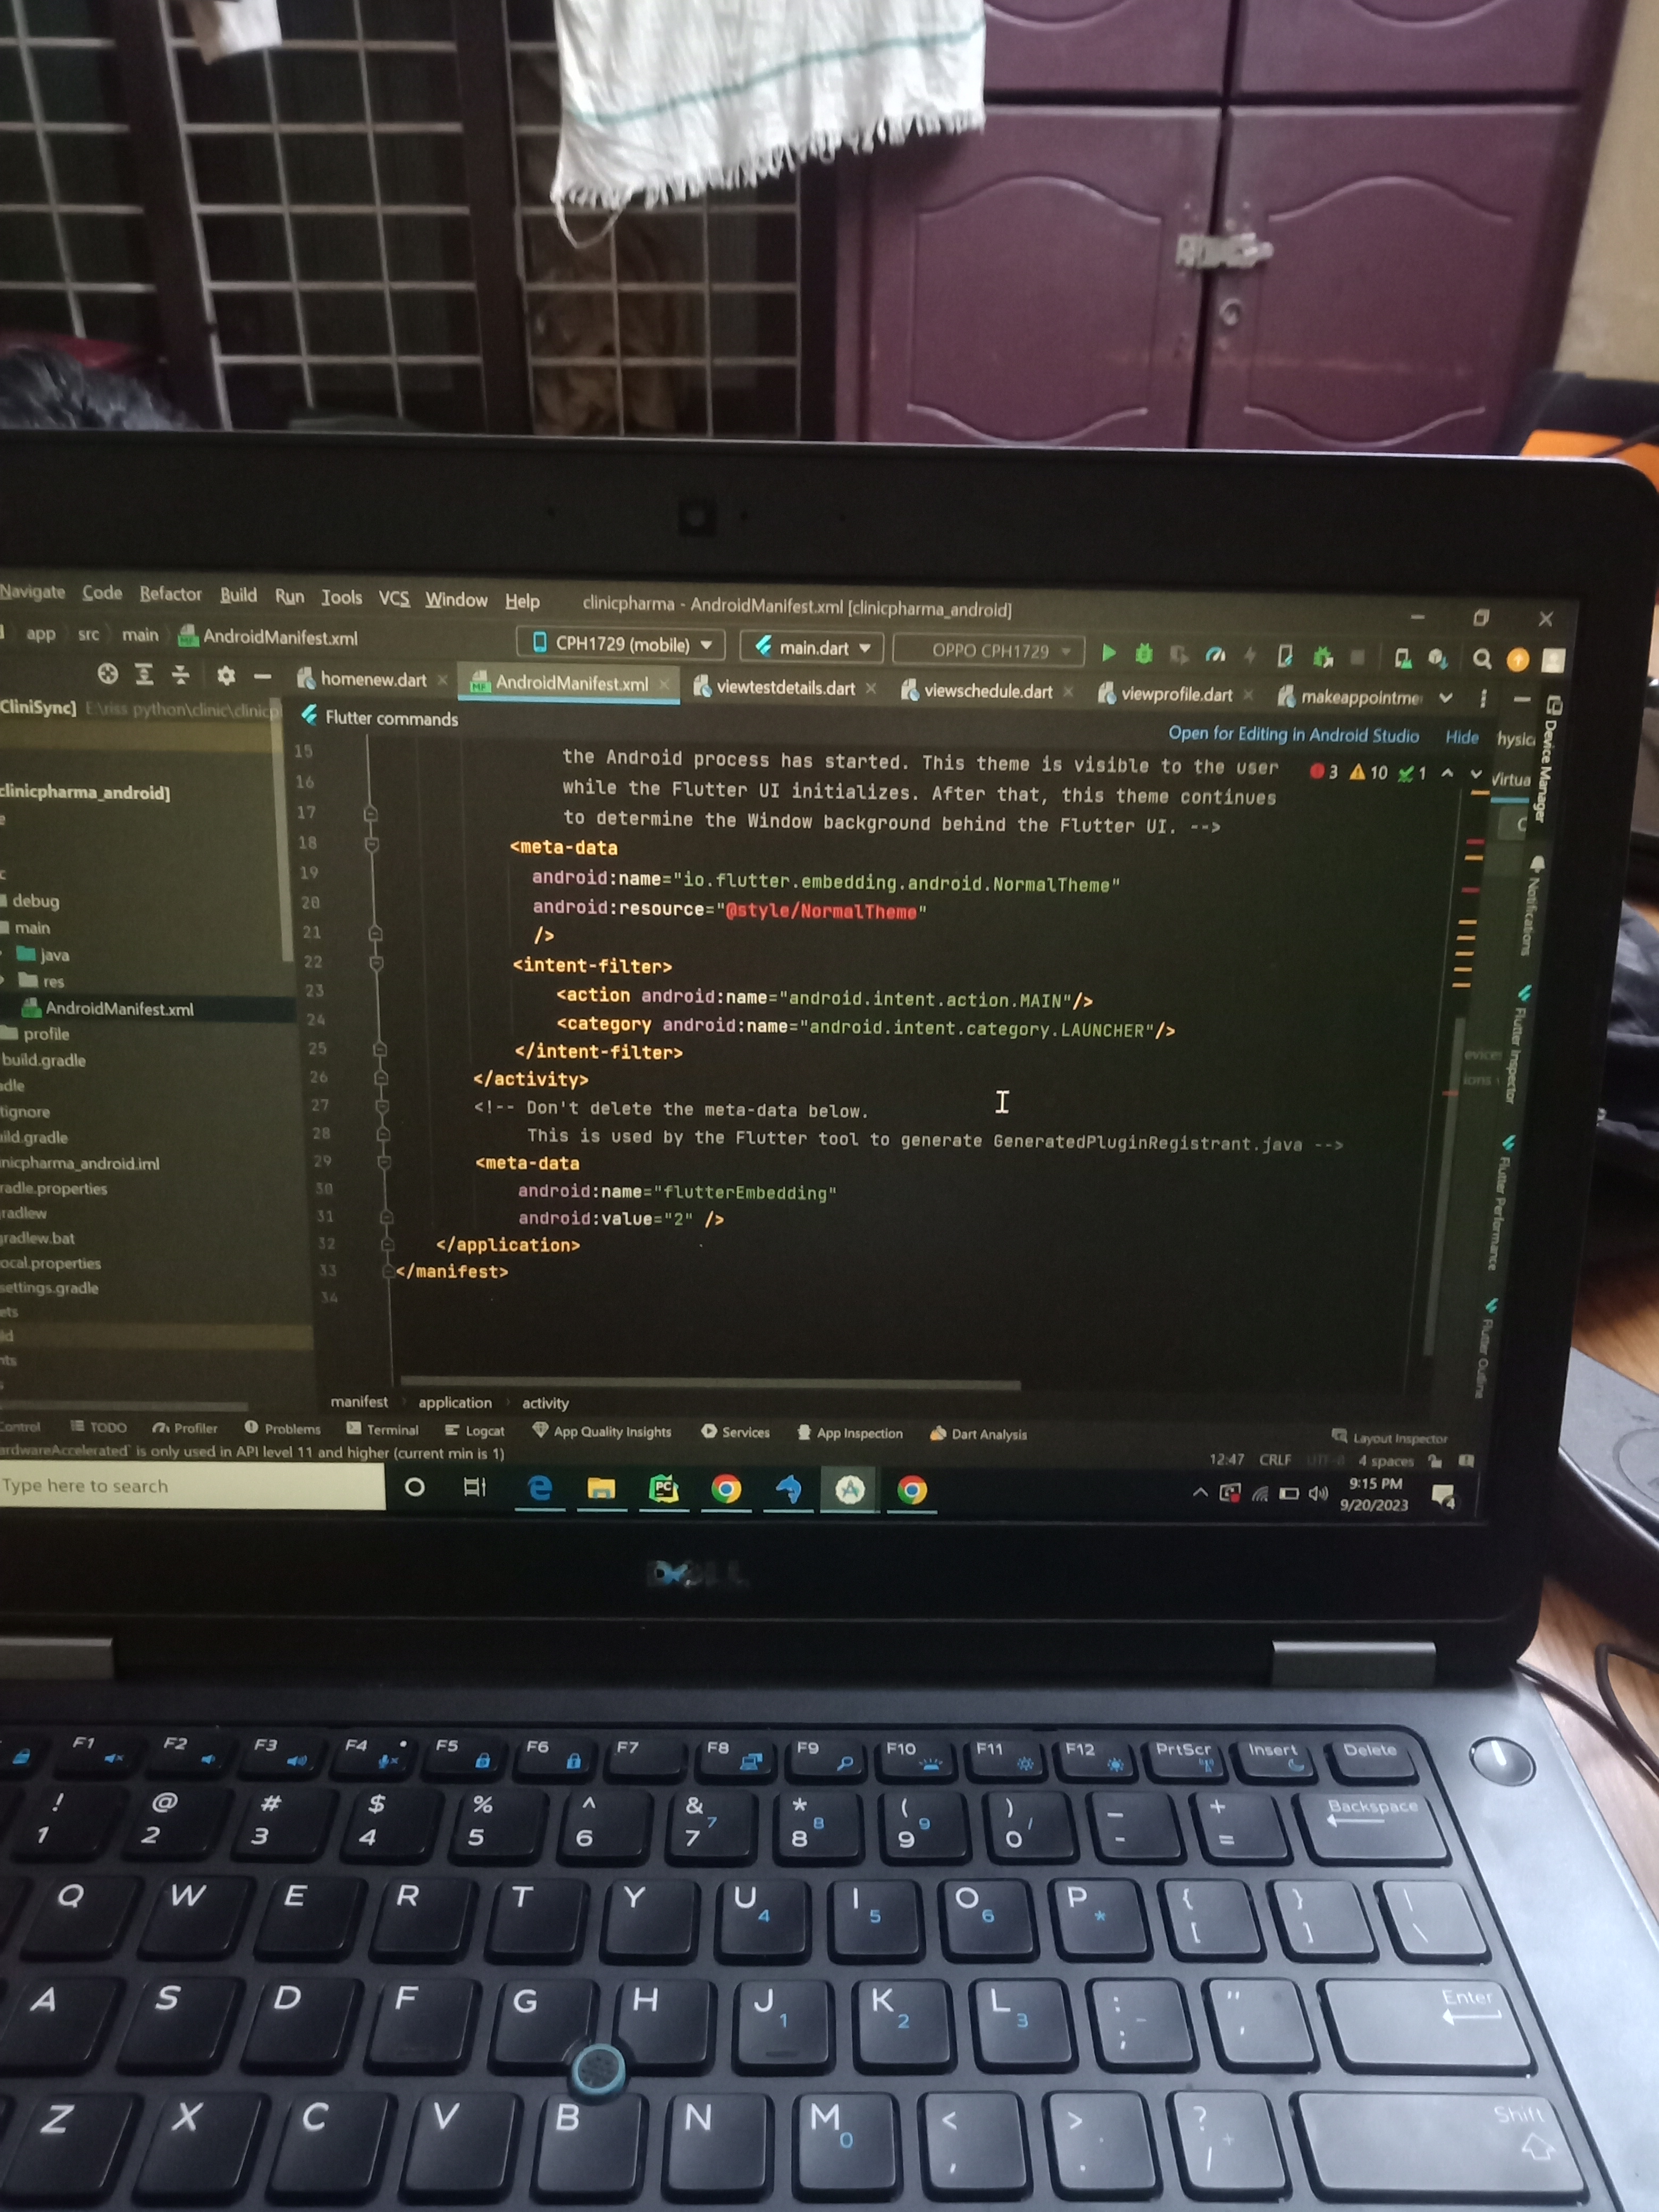 Navigate Code Refactor Build Run Tools VCS Window Help clinicpharma - AndroidManifest.xml [clinicpharma_android]
app src main AndroidManifest.xml CPH1729 (mobile) main.dart OPPO CPH1729
homenew.dart AndroidManifest.xml viewtestdetails.dart viewschedule.dart viewprofile.dart makeappointme
CliniSync] E:\riss python\clinic\clinicp
Flutter commands Open for Editing in Android Studio Hide
3 10 1
15 the Android process has started. This theme is visible to the user
16 while the Flutter UI initializes. After that, this theme continues
17 to determine the Window background behind the Flutter UI. -->
18 <meta-data
19 android:name="io.flutter.embedding.android.NormalTheme"
20 android:resource="@style/NormalTheme"
21 />
22 <intent-filter>
23 <action android:name="android.intent.action.MAIN"/>
24 <category android:name="android.intent.category.LAUNCHER"/>
25 </intent-filter>
26 </activity>
27 <!-- Don't delete the meta-data below.
28 This is used by the Flutter tool to generate GeneratedPluginRegistrant.java -->
29 <meta-data
30 android:name="flutterEmbedding"
31 android:value="2" />
32 </application>
33 </manifest>
34
clinicpharma_android]
debug
main
java
res
AndroidManifest.xml
profile
build.gradle
dle
tignore
ild.gradle
nicpharma_android.iml
radle.properties
radlew
gradlew.bat
ocal.properties
settings.gradle
ets
ld
nts
hysica
Virtua
Device Manager
Notifications
Flutter Inspector
Flutter Performance
Flutter Outline
manifest application activity
Control TODO Profiler Problems Terminal Logcat App Quality Insights Services App Inspection Dart Analysis Layout Inspector
ardwareAccelerated` is only used in API level 11 and higher (current min is 1) 12:47 CRLF UTF-8 4 spaces
Type here to search PC 9:15 PM
9/20/2023 4
DELL
F1 F2 F3 F4 F5 F6 F7 F8 F9 F10 F11 F12 PrtScr Insert Delete
! @ # $ % ^ & 7 * 8 ( 9 ) / _ + Backspace
1 2 3 4 5 6 7 8 9 0 - =
Q W E R T Y U 4 I 5 O 6 P * { [ } ] | \
A S D F G H J 1 K 2 L 3 : ; - " ' Enter
Z X C V B N M 0 < , > . ? / + Shift